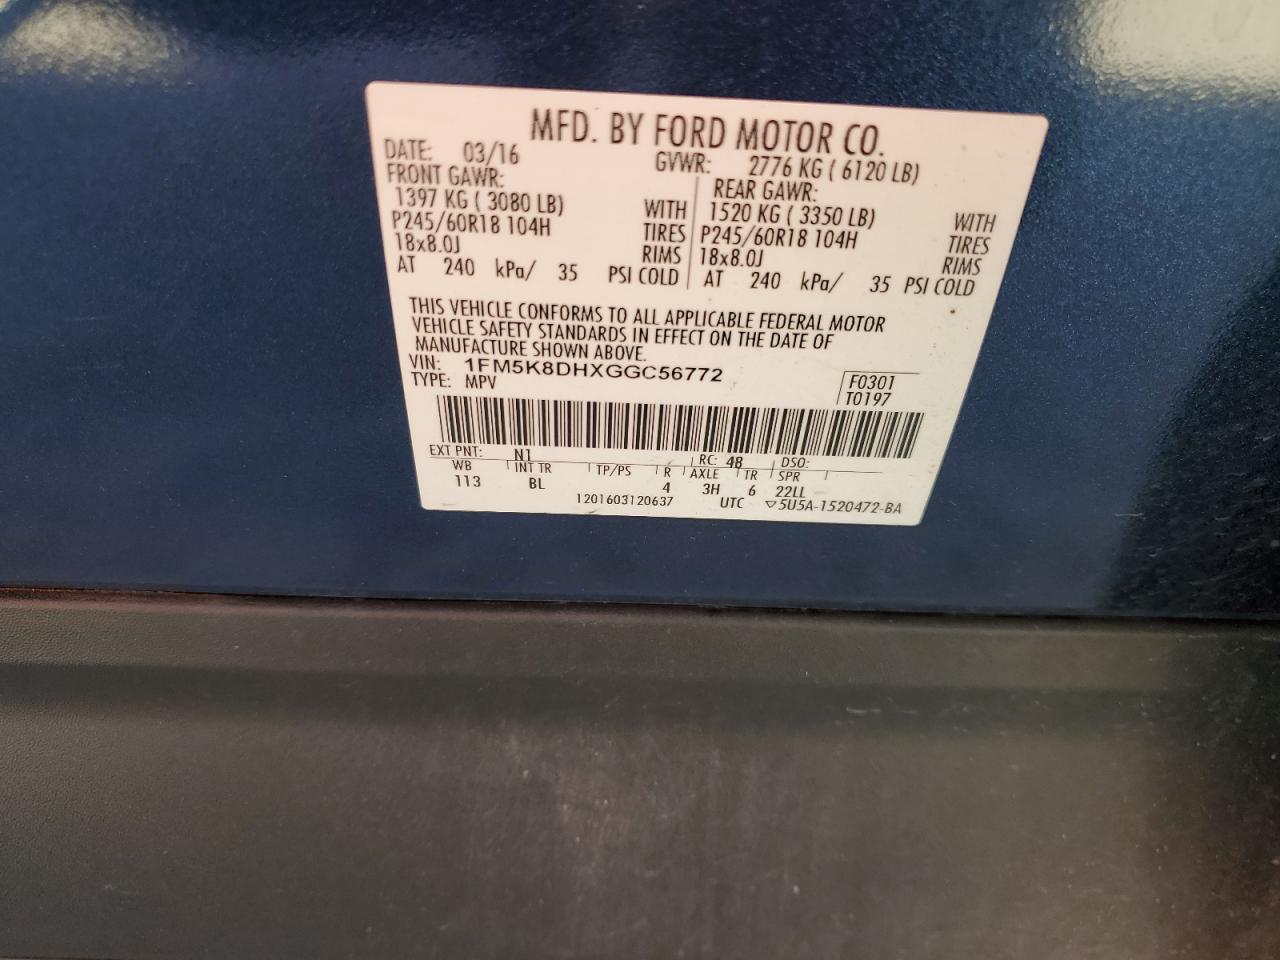 MFD. BY FORD MOTOR CO.
DATE: 03/16 GVWR: 2776 KG ( 6120 LB)
FRONT GAWR: REAR GAWR:
1397 KG ( 3080 LB) WITH 1520 KG ( 3350 LB) WITH
P245/60R18 104H TIRES P245/60R18 104H TIRES
18x8.0J RIMS 18x8.0J RIMS
AT 240 kPa/ 35 PSI COLD AT 240 kPa/ 35 PSI COLD
THIS VEHICLE CONFORMS TO ALL APPLICABLE FEDERAL MOTOR
VEHICLE SAFETY STANDARDS IN EFFECT ON THE DATE OF
MANUFACTURE SHOWN ABOVE.
VIN: 1FM5K8DHXGGC56772 F0301
TYPE: MPV T0197
EXT PNT: N1 RC: 48 DSO:
WB INT TR TP/PS R AXLE TR SPR
113 BL 4 3H 6 22LL
1201603120637 UTC ▽5U5A-1520472-BA